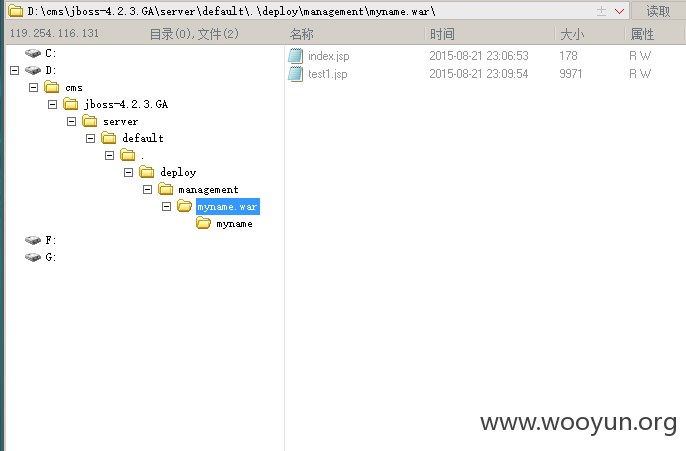 D:\cms\jboss-4.2.3.GA\server\default\.\deploy\management\myname.war\ 读取
119.254.116.131 目录(0),文件(2) 名称 时间 大小 属性
C: index.jsp 2015-08-21 23:06:53 178 R W
D: test1.jsp 2015-08-21 23:09:54 9971 R W
cms
jboss-4.2.3.GA
server
default
.
deploy
management
myname.war
myname
F:
G:
www.wooyun.org